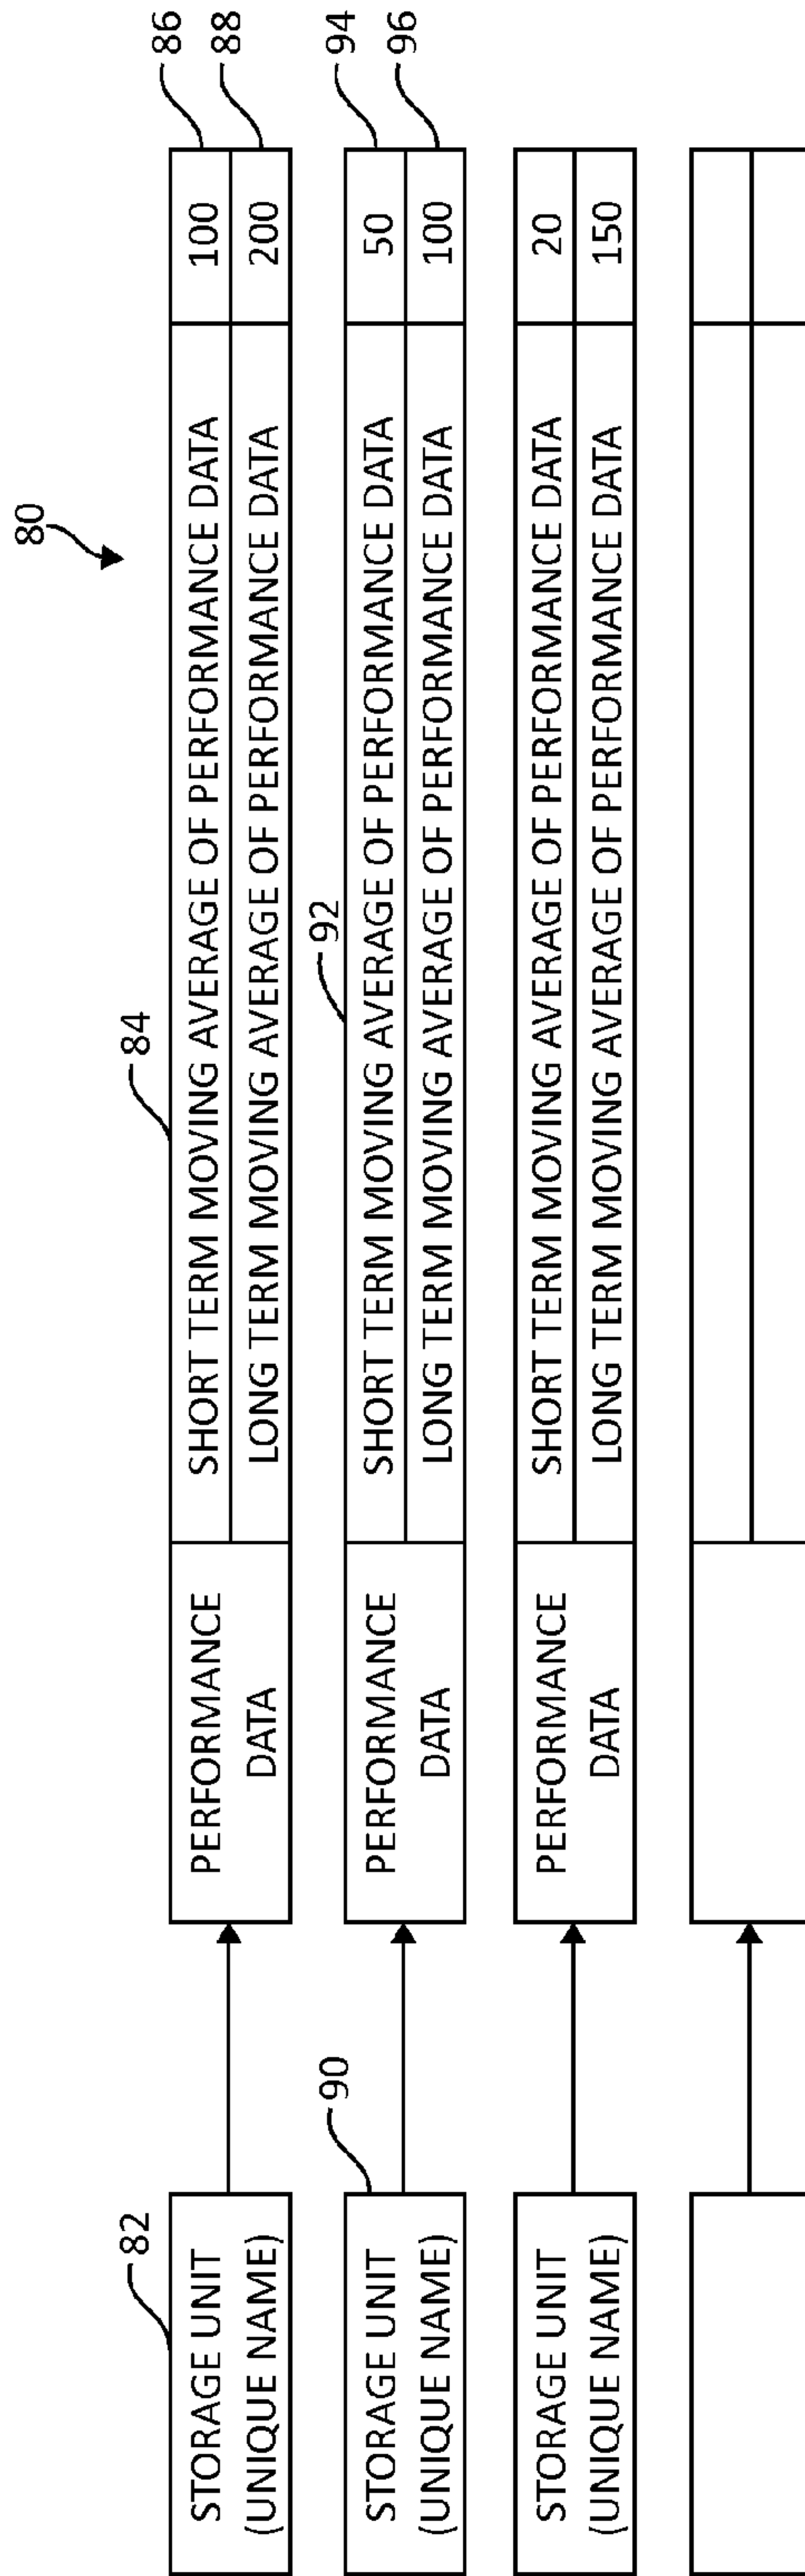 80
82
STORAGE UNIT
(UNIQUE NAME)
PERFORMANCE
DATA
84
SHORT TERM MOVING AVERAGE OF PERFORMANCE DATA
100
86
LONG TERM MOVING AVERAGE OF PERFORMANCE DATA
200
88
90
STORAGE UNIT
(UNIQUE NAME)
PERFORMANCE
DATA
92
SHORT TERM MOVING AVERAGE OF PERFORMANCE DATA
50
94
LONG TERM MOVING AVERAGE OF PERFORMANCE DATA
100
96
STORAGE UNIT
(UNIQUE NAME)
PERFORMANCE
DATA
SHORT TERM MOVING AVERAGE OF PERFORMANCE DATA
20
LONG TERM MOVING AVERAGE OF PERFORMANCE DATA
150